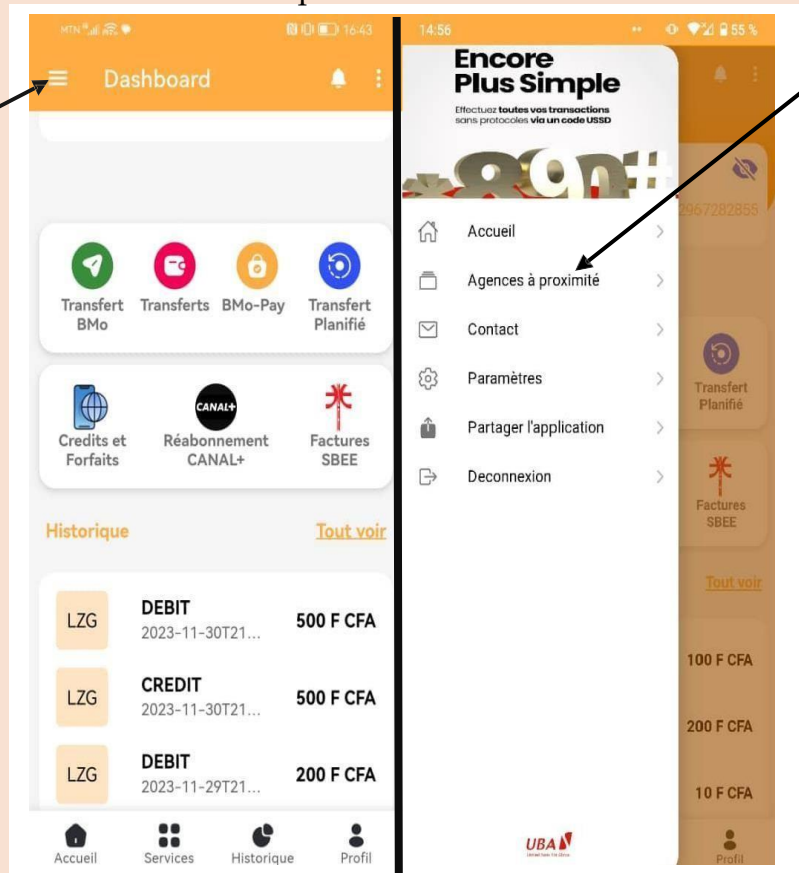 MTN 16:43
Dashboard
Transfert BMo
Transferts
BMo-Pay
Transfert Planifié
CANAL+
Credits et Forfaits
Réabonnement CANAL+
Factures SBEE
Historique Tout voir
LZG DEBIT 500 F CFA
2023-11-30T21...
LZG CREDIT 500 F CFA
2023-11-30T21...
LZG DEBIT 200 F CFA
2023-11-29T21...
Accueil Services Historique Profil
14:56 55 %
Encore
Plus Simple
Effectuez toutes vos transactions
sans protocoles via un code USSD
2967282855
Accueil
Agences à proximité
Contact
Paramètres
Partager l'application
Deconnexion
Transfert
Planifié
Factures
SBEE
Tout voir
100 F CFA
200 F CFA
10 F CFA
UBA
Profil